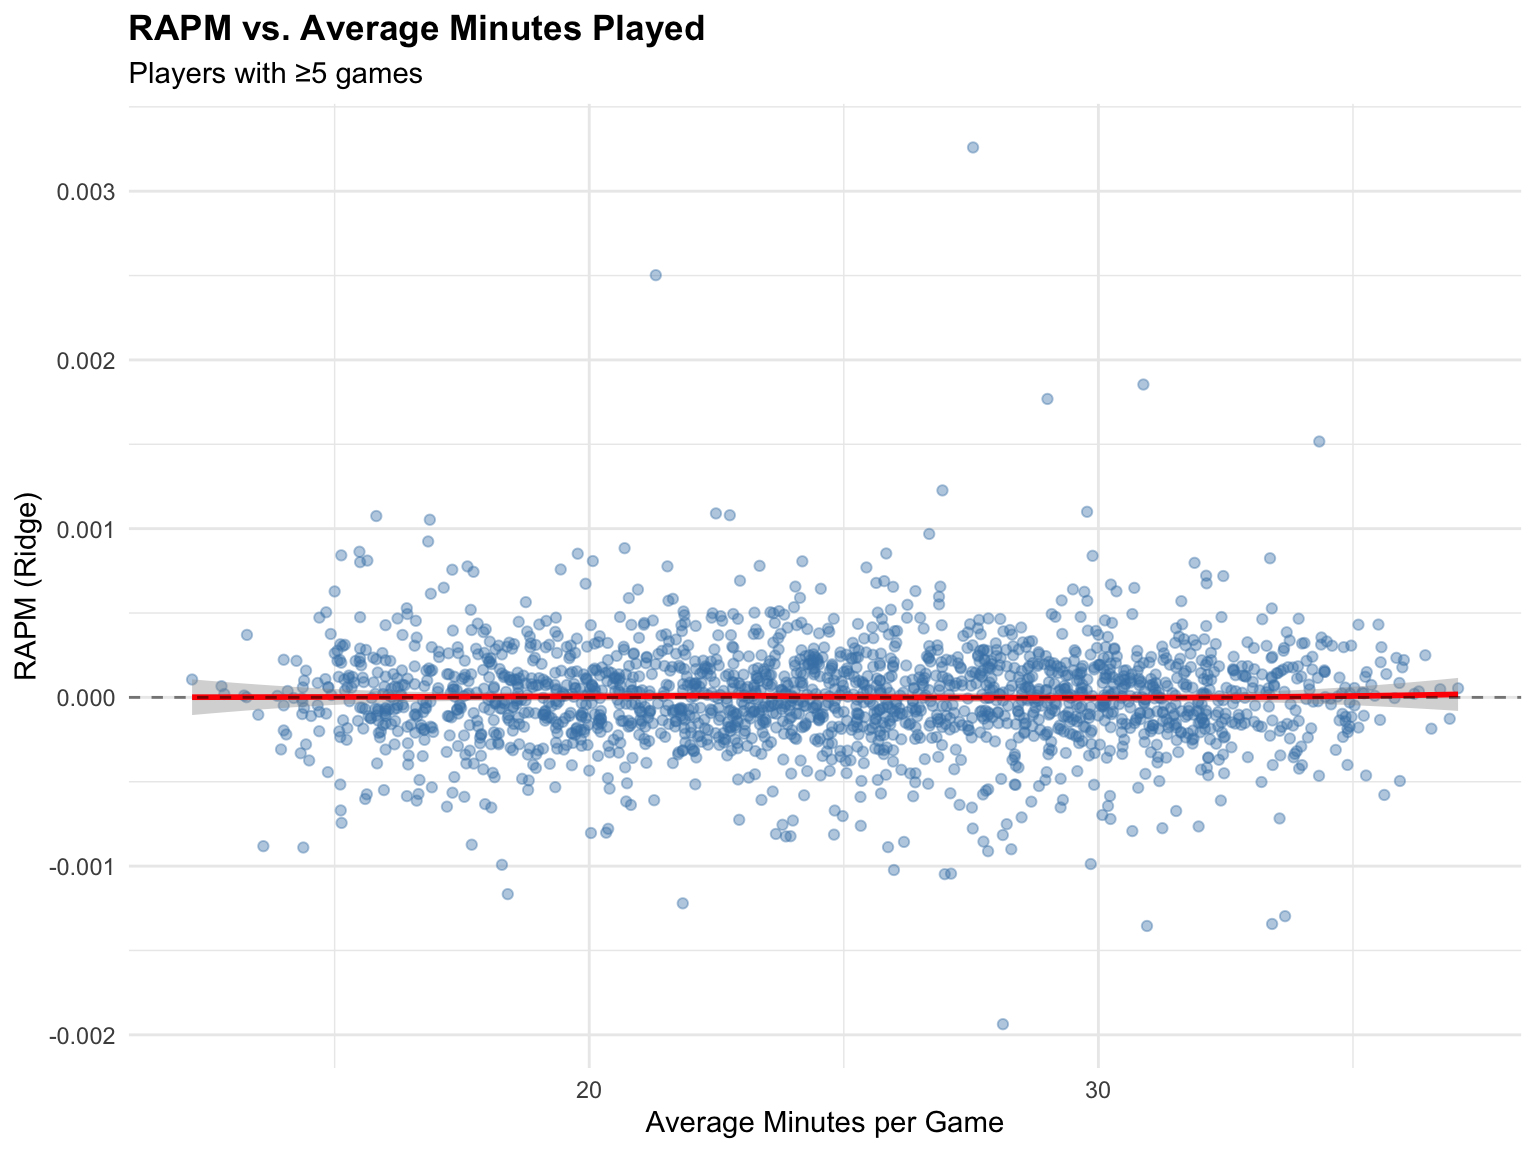 RAPM vs. Average Minutes Played
Players with ≥5 games
RAPM (Ridge)
0.003
0.002
0.001
0.000
-0.001
-0.002
20
30
Average Minutes per Game